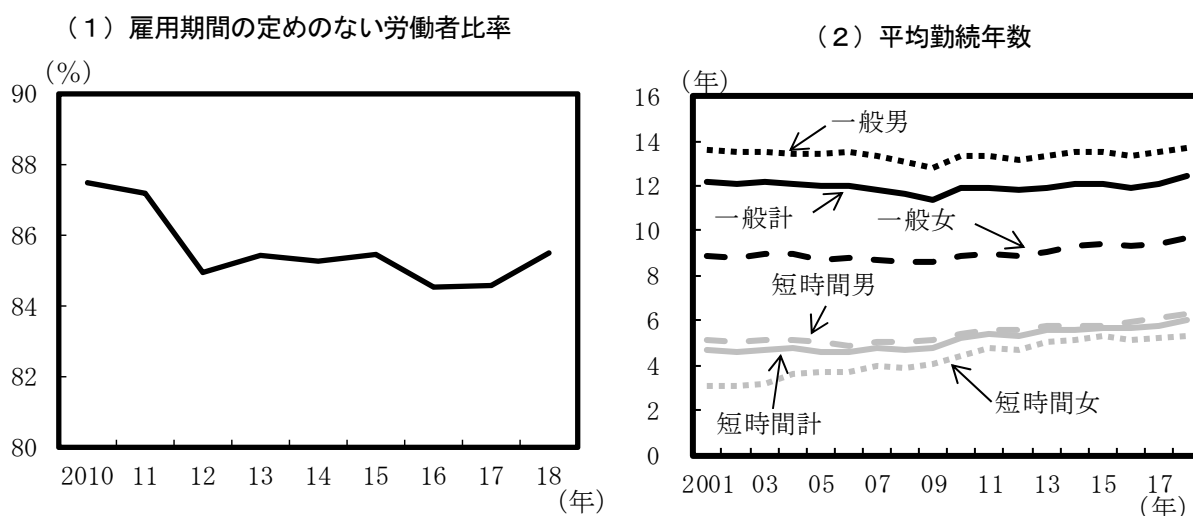 (1) 雇用期間の定めのない労働者比率
(%)
90
88
86
84
82
80
2010 11 12 13 14 15 16 17 18
(年)
(2) 平均勤続年数
(年)
16
14
12
10
8
6
4
2
0
一般男
一般計
一般女
短時間男
短時間計
短時間女
2001 03 05 07 09 11 13 15 17
(年)